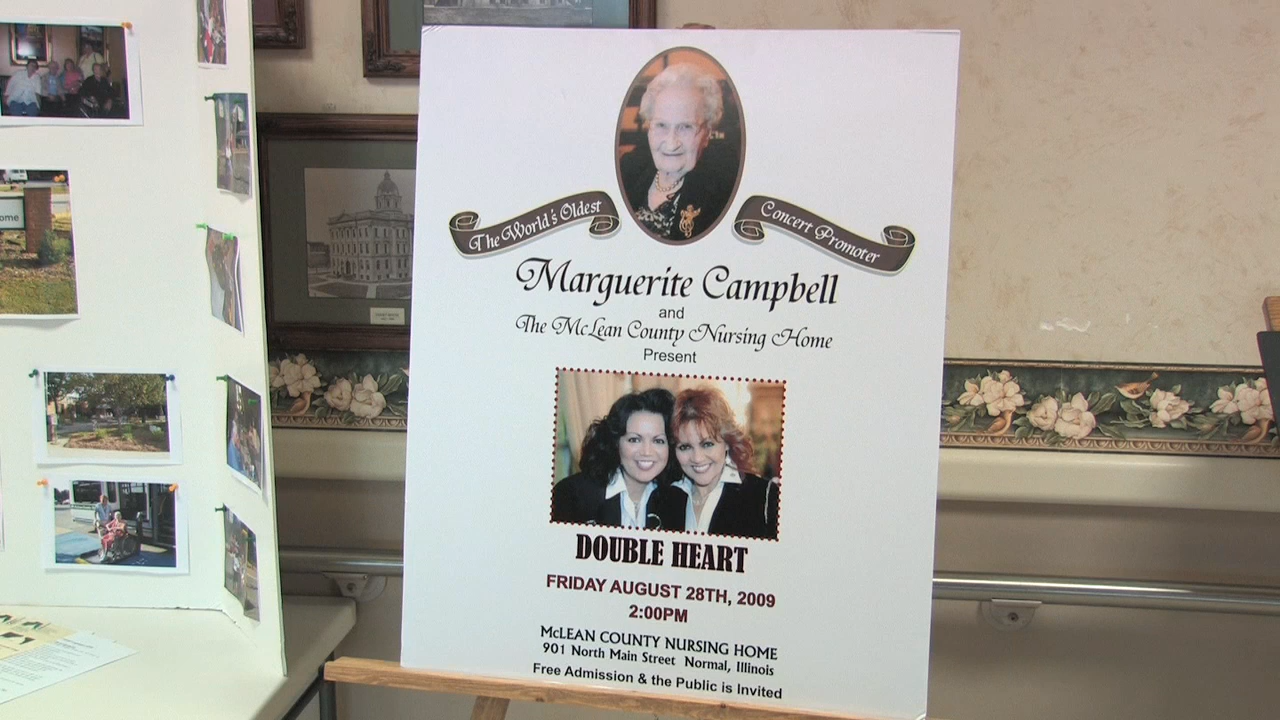 The World's Oldest
Concert Promoter
Marguerite Campbell
and
The McLean County Nursing Home
Present
DOUBLE HEART
FRIDAY AUGUST 28TH, 2009
2:00PM
McLEAN COUNTY NURSING HOME
901 North Main Street Normal, Illinois
Free Admission & the Public is Invited
ome